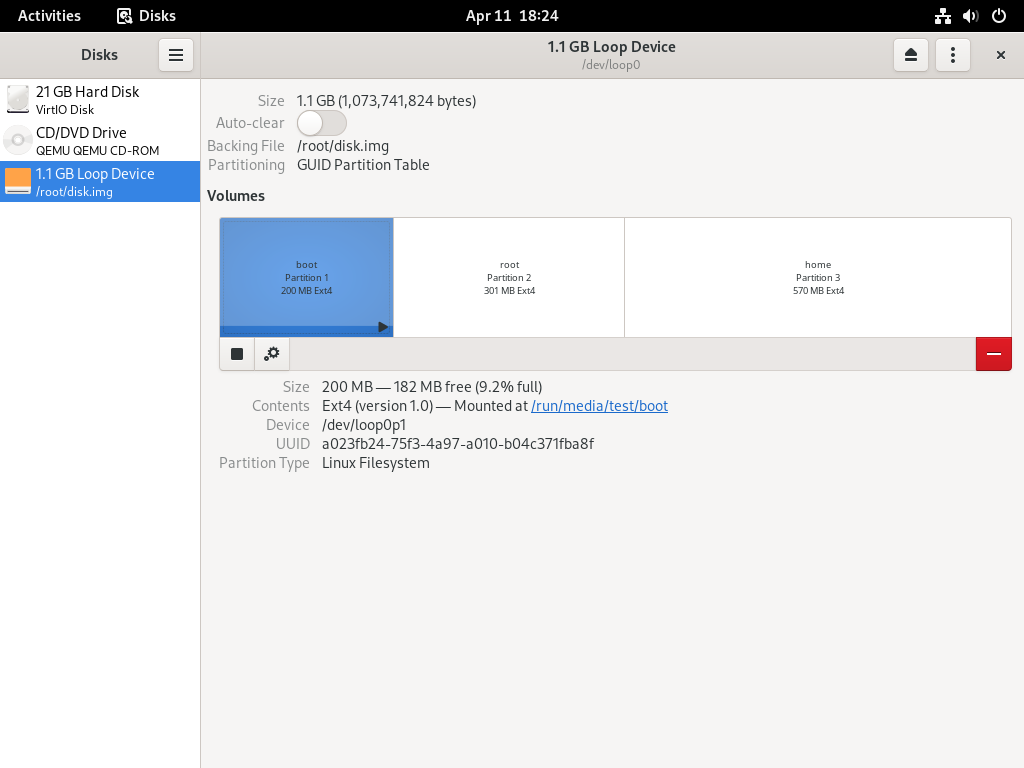 Activities
Disks
Apr 11 18:24
Disks
1.1 GB Loop Device
/dev/loop0
21 GB Hard Disk
VirtIO Disk
CD/DVD Drive
QEMU QEMU CD-ROM
1.1 GB Loop Device
/root/disk.img
Size 1.1 GB (1,073,741,824 bytes)
Auto-clear
Backing File /root/disk.img
Partitioning GUID Partition Table
Volumes
boot
Partition 1
200 MB Ext4
root
Partition 2
301 MB Ext4
home
Partition 3
570 MB Ext4
Size 200 MB — 182 MB free (9.2% full)
Contents Ext4 (version 1.0) — Mounted at /run/media/test/boot
Device /dev/loop0p1
UUID a023fb24-75f3-4a97-a010-b04c371fba8f
Partition Type Linux Filesystem